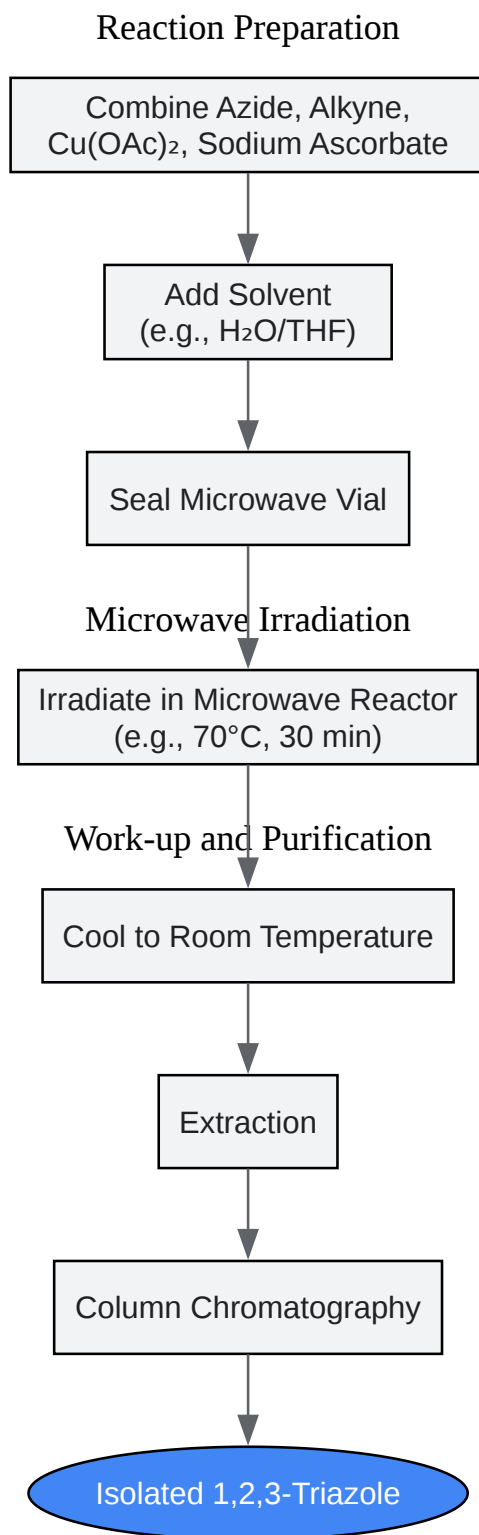 Reaction Preparation
Combine Azide, Alkyne,
Cu(OAc)₂, Sodium Ascorbate
Add Solvent
(e.g., H₂O/THF)
Seal Microwave Vial
Microwave Irradiation
Irradiate in Microwave Reactor
(e.g., 70°C, 30 min)
Work-up and Purification
Cool to Room Temperature
Extraction
Column Chromatography
Isolated 1,2,3-Triazole